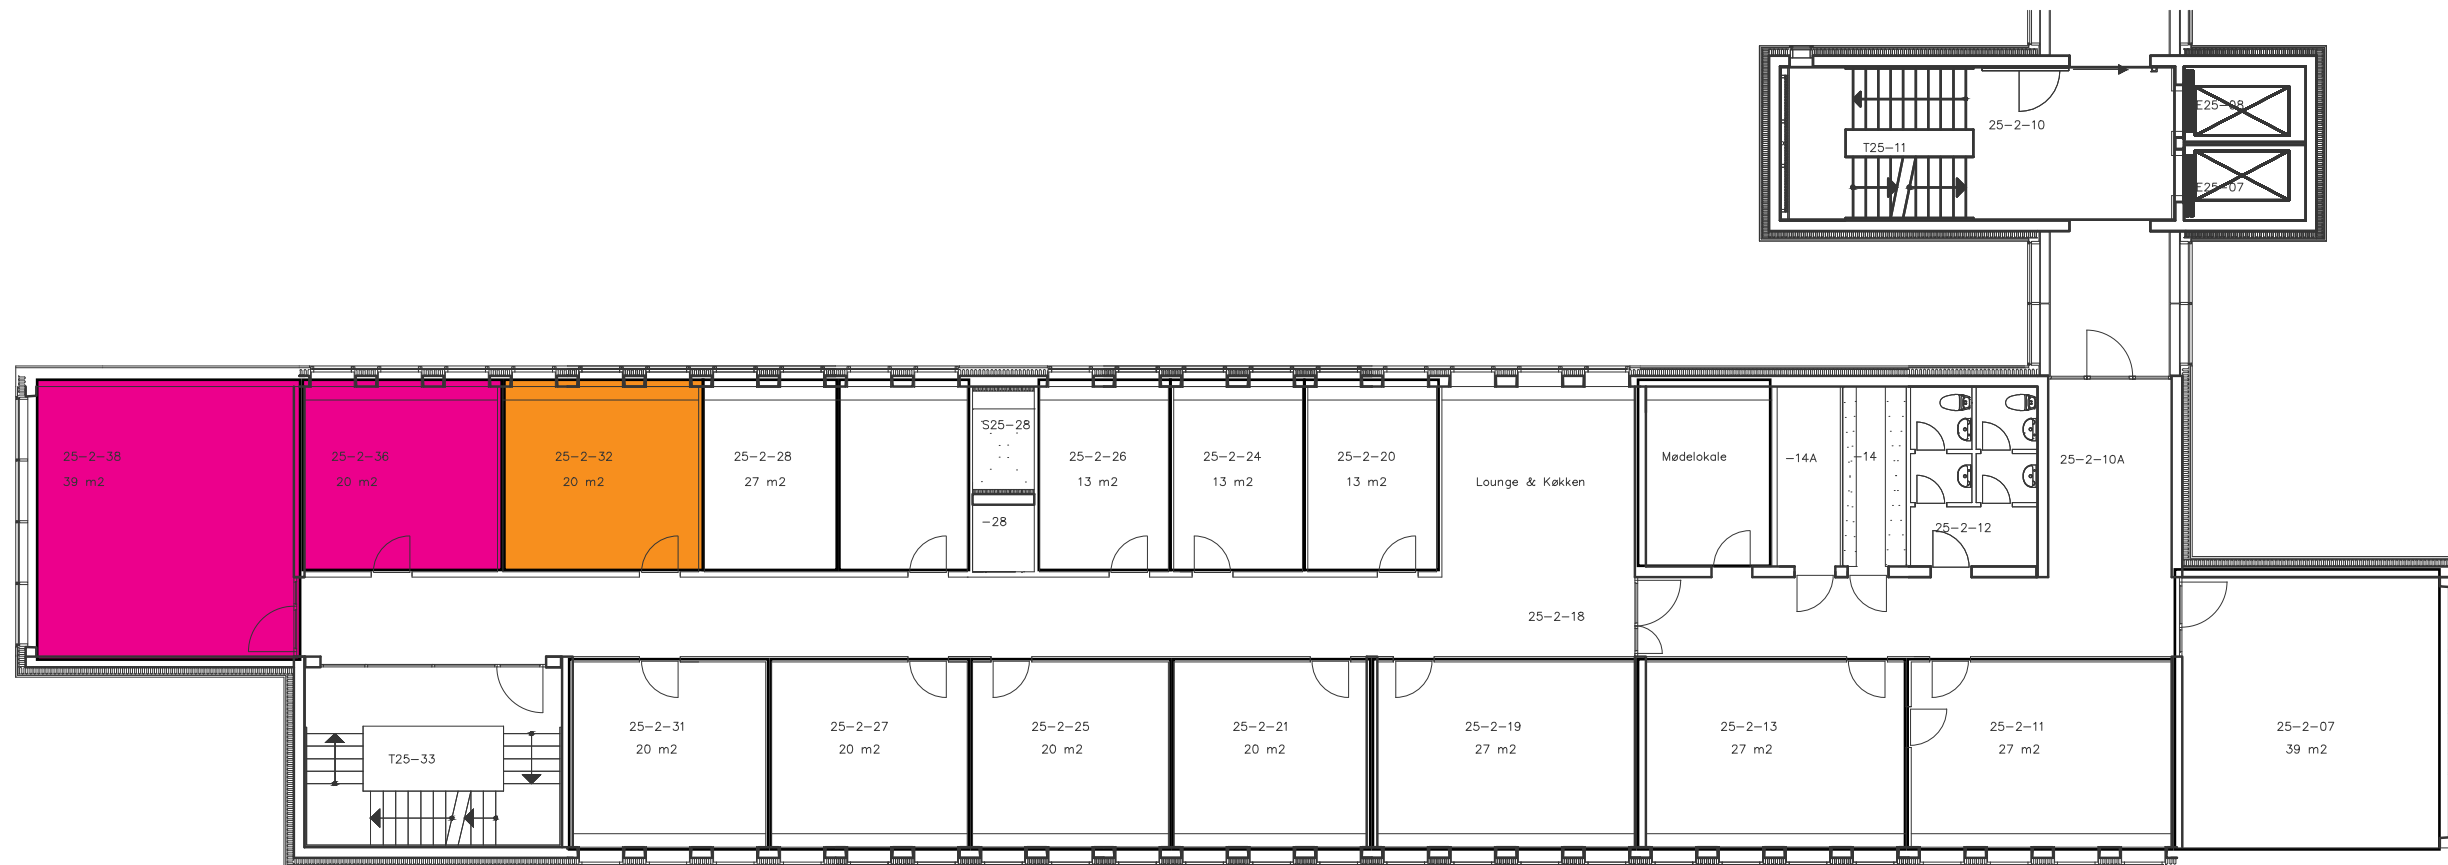 E25-08
25-2-10
T25-11
E25-07
S25-28
25-2-38
39 m2
25-2-36
20 m2
25-2-32
20 m2
25-2-28
27 m2
25-2-26
13 m2
25-2-24
13 m2
25-2-20
13 m2
Lounge & Køkken
Mødelokale
-14A
-14
25-2-10A
-28
25-2-12
25-2-18
25-2-31
20 m2
25-2-27
20 m2
25-2-25
20 m2
25-2-21
20 m2
25-2-19
27 m2
25-2-13
27 m2
25-2-11
27 m2
25-2-07
39 m2
T25-33